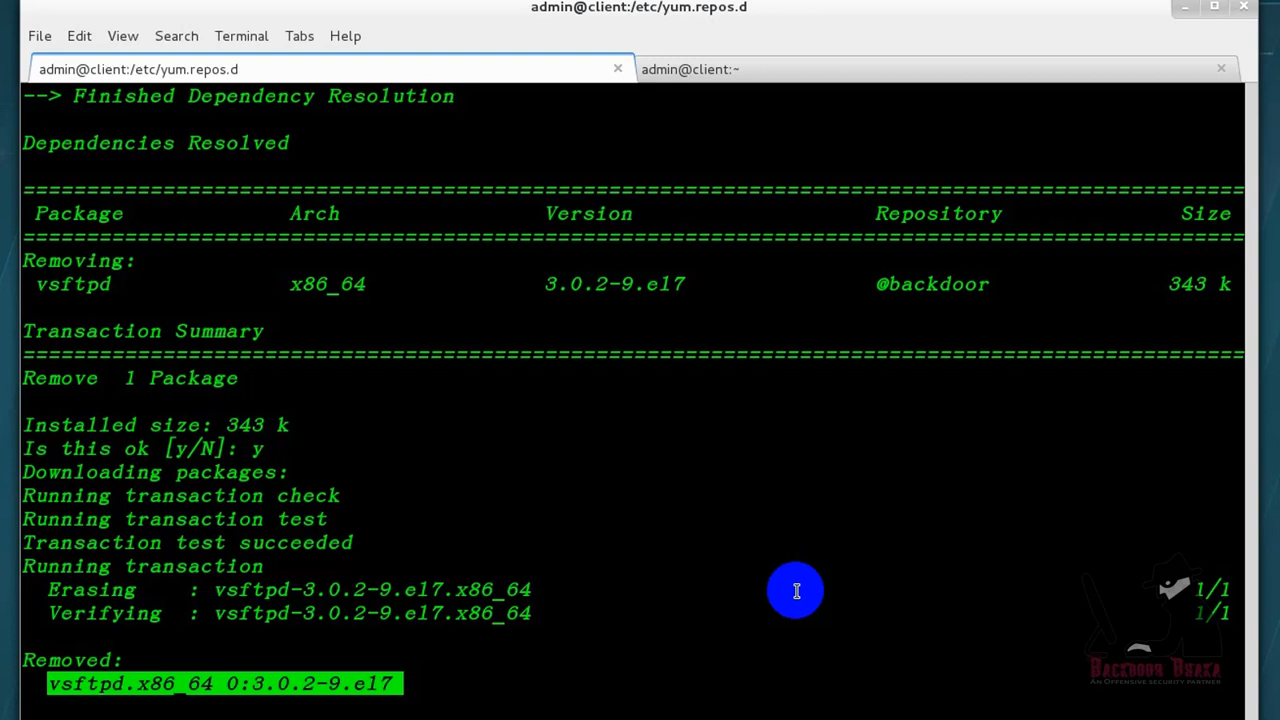 admin@client:/etc/yum.repos.d
File Edit View Search Terminal Tabs Help
admin@client:/etc/yum.repos.d admin@client:~
--> Finished Dependency Resolution
Dependencies Resolved
================================================================================
Package Arch Version Repository Size
================================================================================
Removing:
vsftpd x86_64 3.0.2-9.el7 @backdoor 343 k
Transaction Summary
================================================================================
Remove 1 Package
Installed size: 343 k
Is this ok [y/N]: y
Downloading packages:
Running transaction check
Running transaction test
Transaction test succeeded
Running transaction
Erasing : vsftpd-3.0.2-9.el7.x86_64 1/1
Verifying : vsftpd-3.0.2-9.el7.x86_64 1/1
Removed:
vsftpd.x86_64 0:3.0.2-9.el7
An Offensive security partner